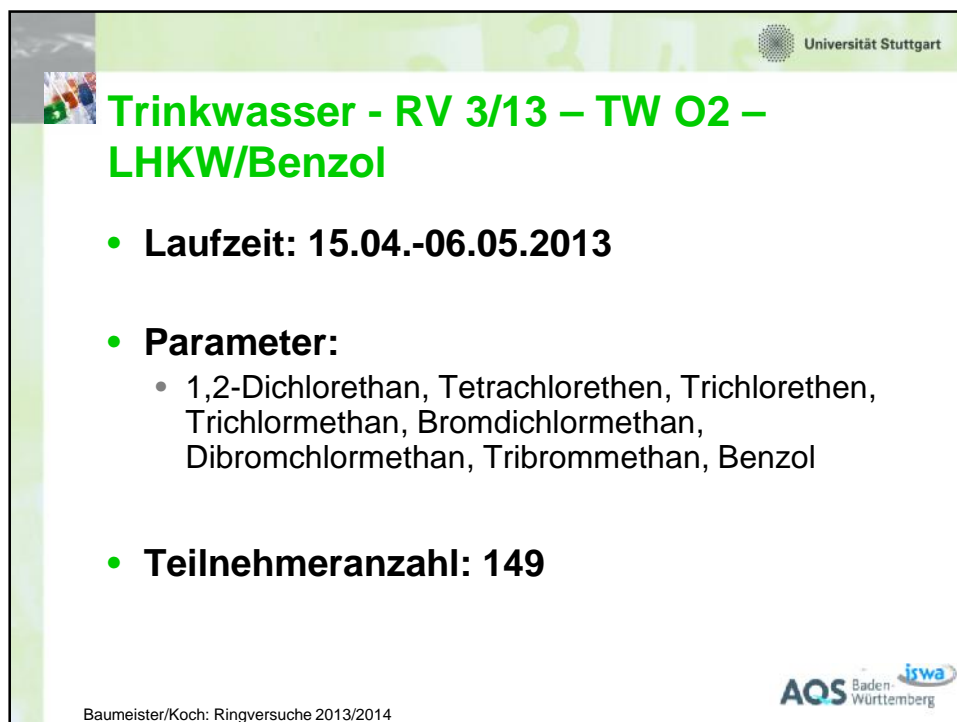 Universität Stuttgart
Trinkwasser - RV 3/13 – TW O2 –
LHKW/Benzol
• Laufzeit: 15.04.-06.05.2013
• Parameter:
• 1,2-Dichlorethan, Tetrachlorethen, Trichlorethen,
Trichlormethan, Bromdichlormethan,
Dibromchlormethan, Tribrommethan, Benzol
• Teilnehmeranzahl: 149
AQS Baden-
Württemberg
iswa
Baumeister/Koch: Ringversuche 2013/2014